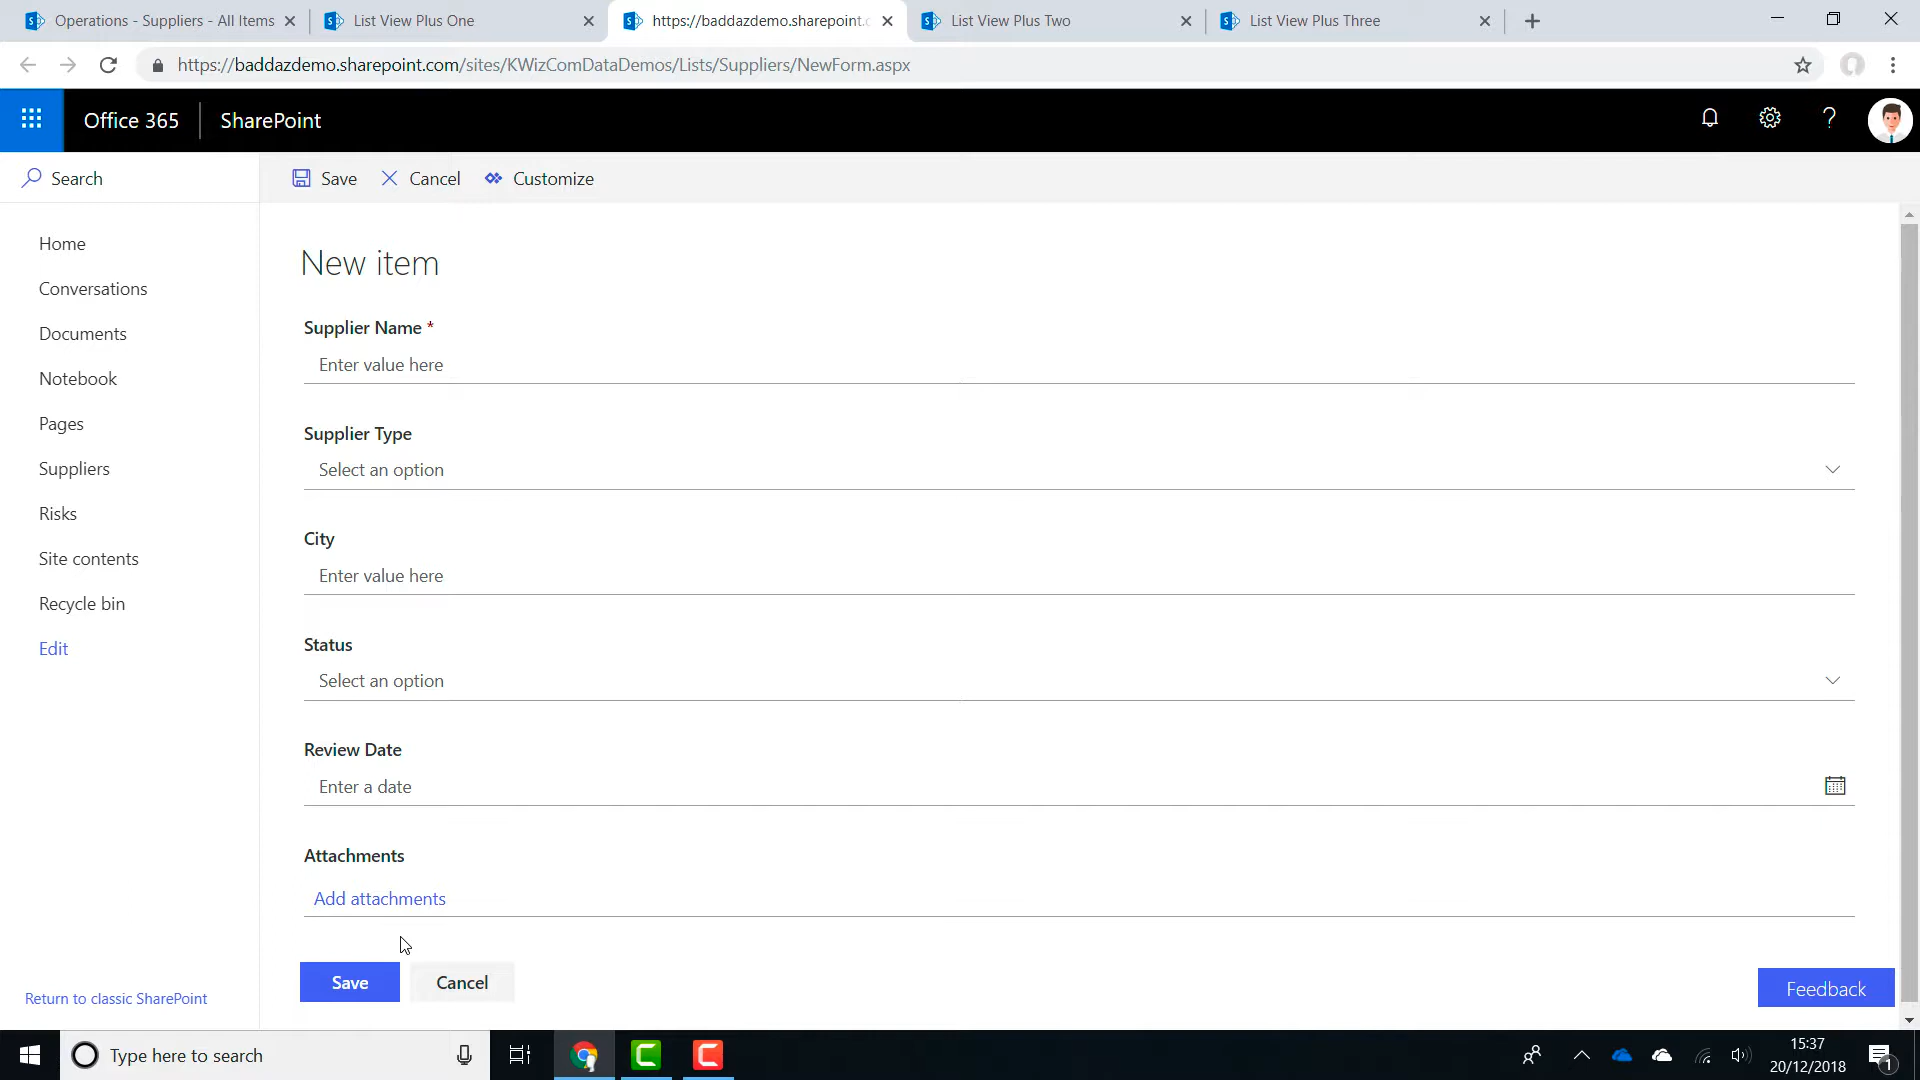 Operations - Suppliers - All Items
List View Plus One
https://baddazdemo.sharepoint.c
List View Plus Two
List View Plus Three
https://baddazdemo.sharepoint.com/sites/KWizComDataDemos/Lists/Suppliers/NewForm.aspx
Office 365
SharePoint
Search
Save
Cancel
Customize
Home
Conversations
Documents
Notebook
Pages
Suppliers
Risks
Site contents
Recycle bin
Edit
Return to classic SharePoint
New item
Supplier Name *
Enter value here
Supplier Type
Select an option
City
Enter value here
Status
Select an option
Review Date
Enter a date
Attachments
Add attachments
Save
Cancel
Feedback
Type here to search
15:37
20/12/2018
1